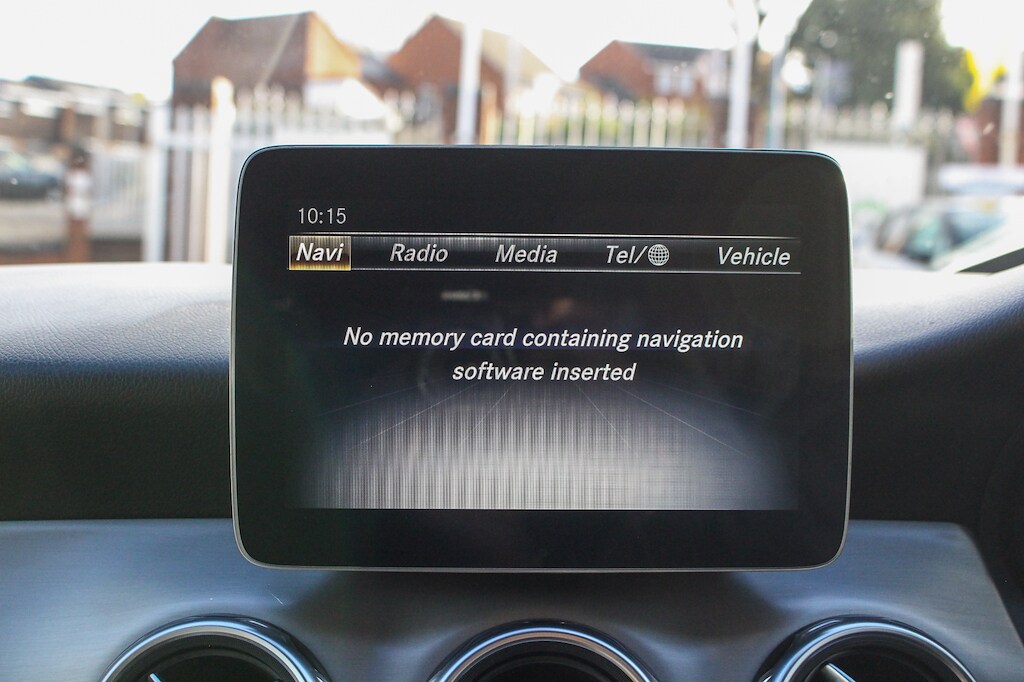 10:15
Navi Radio Media Tel/ Vehicle
No memory card containing navigation
software inserted